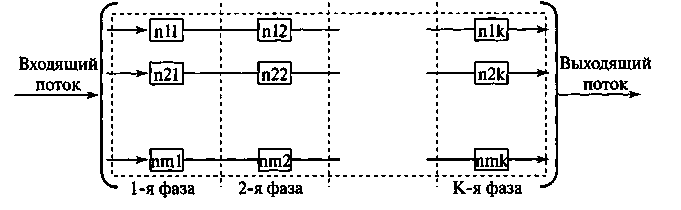 n11 n12 n1k
Входящий поток
n21 n22 n2k
Выходящий поток
nm1 nm2 nmk
1-я фаза 2-я фаза К-я фаза